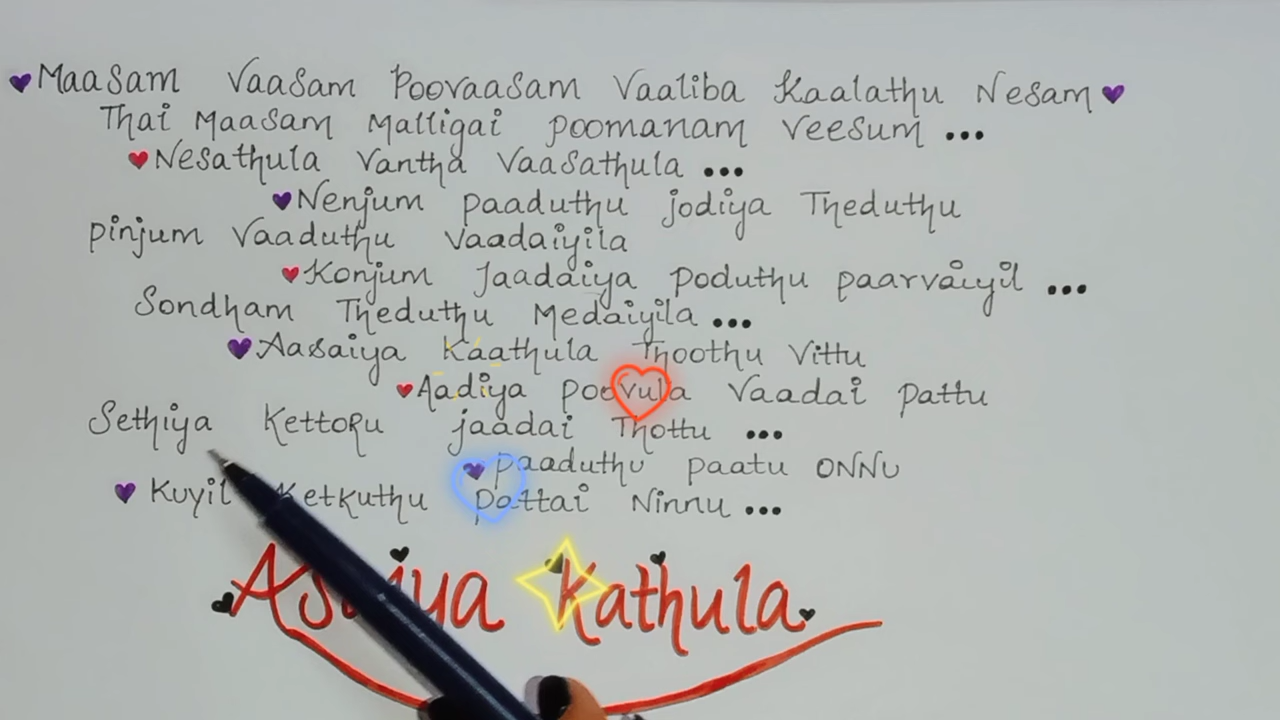 Maasam Vaasam Poovaasam Vaaliba Kaalathu Nesam
Thai Maasam Malligai poomanam veesum ...
Nesathula Vantha Vaasathula ...
Nenjum paaduthu jodiya Theduthu
pinjum Vaaduthu Vaadaiyila
Konjum Jaadaiya poduthu paarvaiyil ...
Sondham Theduthu Medaiyila ...
Aasaiya Kaathula Thoothu Vittu
Aadiya poovula Vaadai pattu
Sethiya Kettoru jaadai Thottu ...
paaduthu paatu ONNU
Kuyil Ketkuthu pattai Ninnu ...
Asaiya Kathula